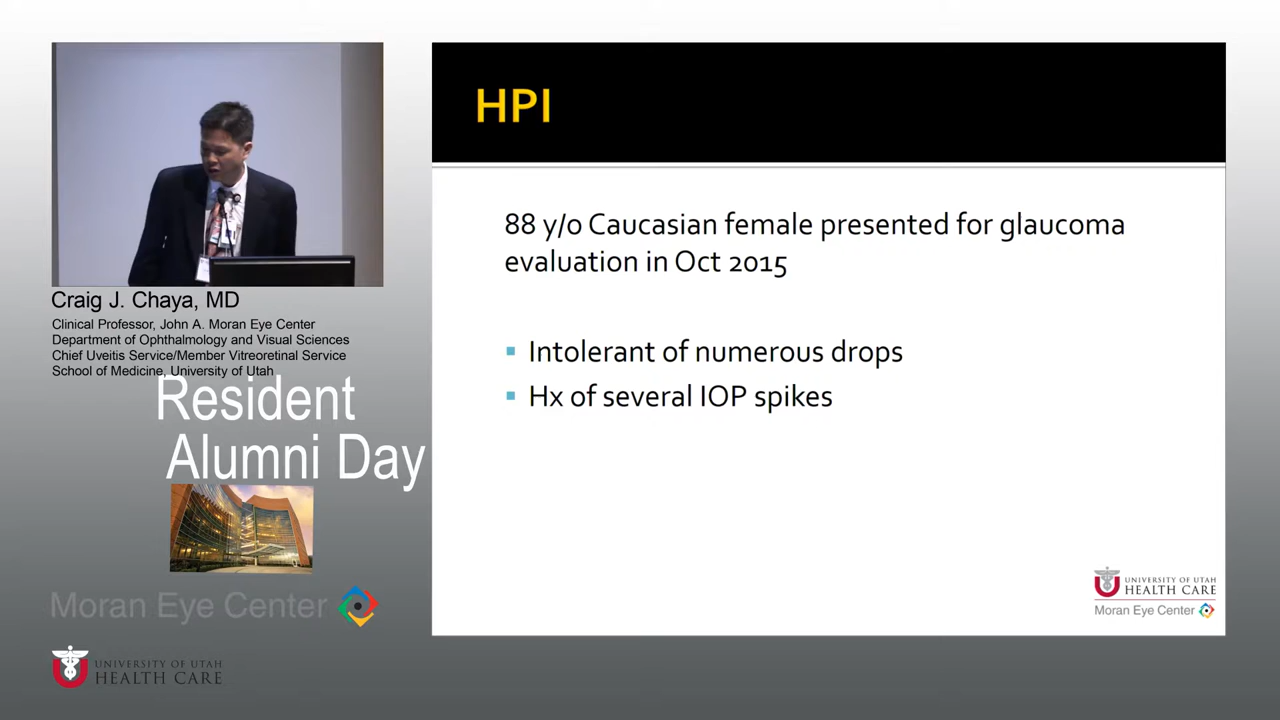 HPI
88 y/o Caucasian female presented for glaucoma
evaluation in Oct 2015
Intolerant of numerous drops
Hx of several IOP spikes
Craig J. Chaya, MD
Clinical Professor, John A. Moran Eye Center
Department of Ophthalmology and Visual Sciences
Chief Uveitis Service/Member Vitreoretinal Service
School of Medicine, University of Utah
Resident
Alumni Day
Moran Eye Center
UNIVERSITY OF UTAH
HEALTH CARE
UNIVERSITY OF UTAH
HEALTH CARE
Moran Eye Center